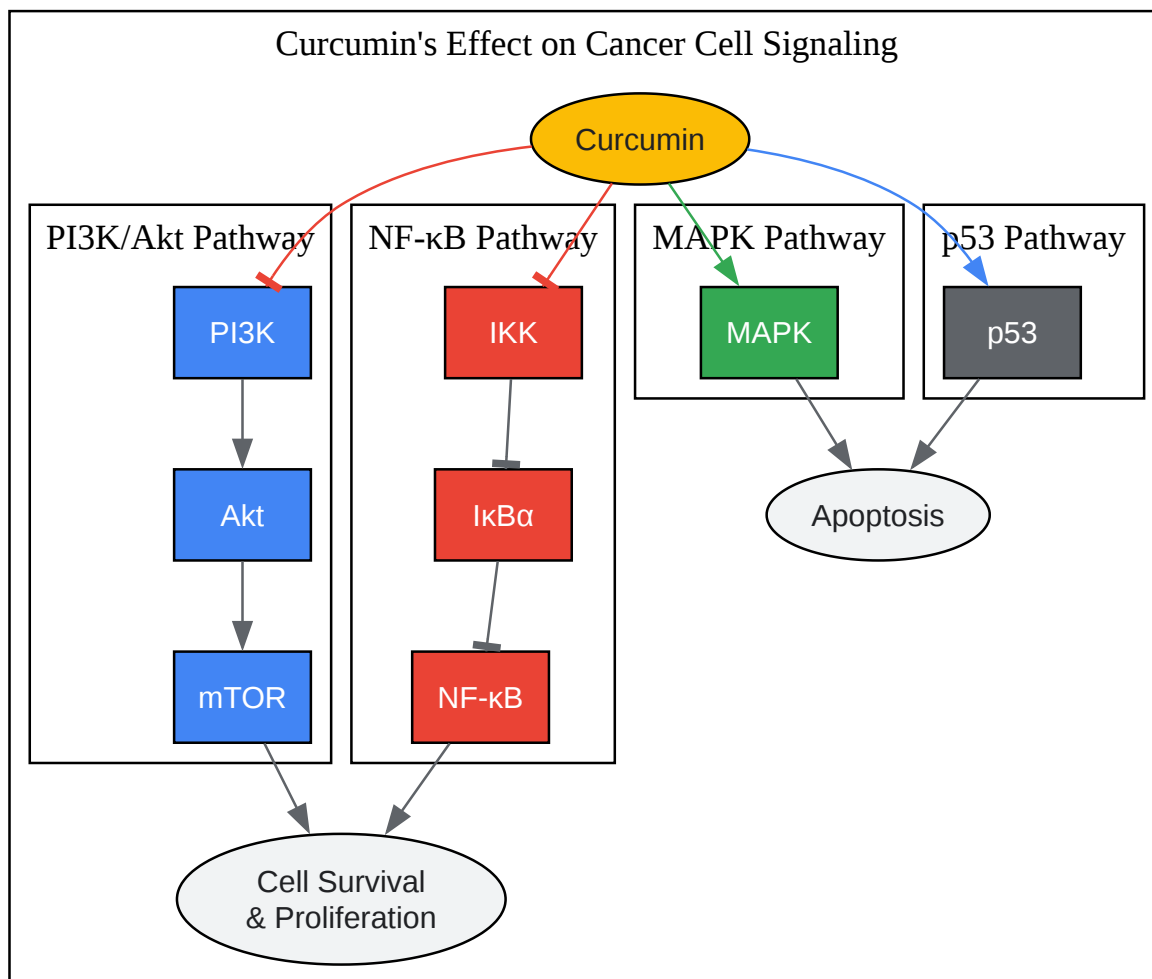 Curcumin's Effect on Cancer Cell Signaling
Curcumin
PI3K/Akt Pathway
NF-κB Pathway
MAPK Pathway
p53 Pathway
PI3K
IKK
MAPK
p53
Akt
IκBα
Apoptosis
mTOR
NF-κB
Cell Survival
& Proliferation